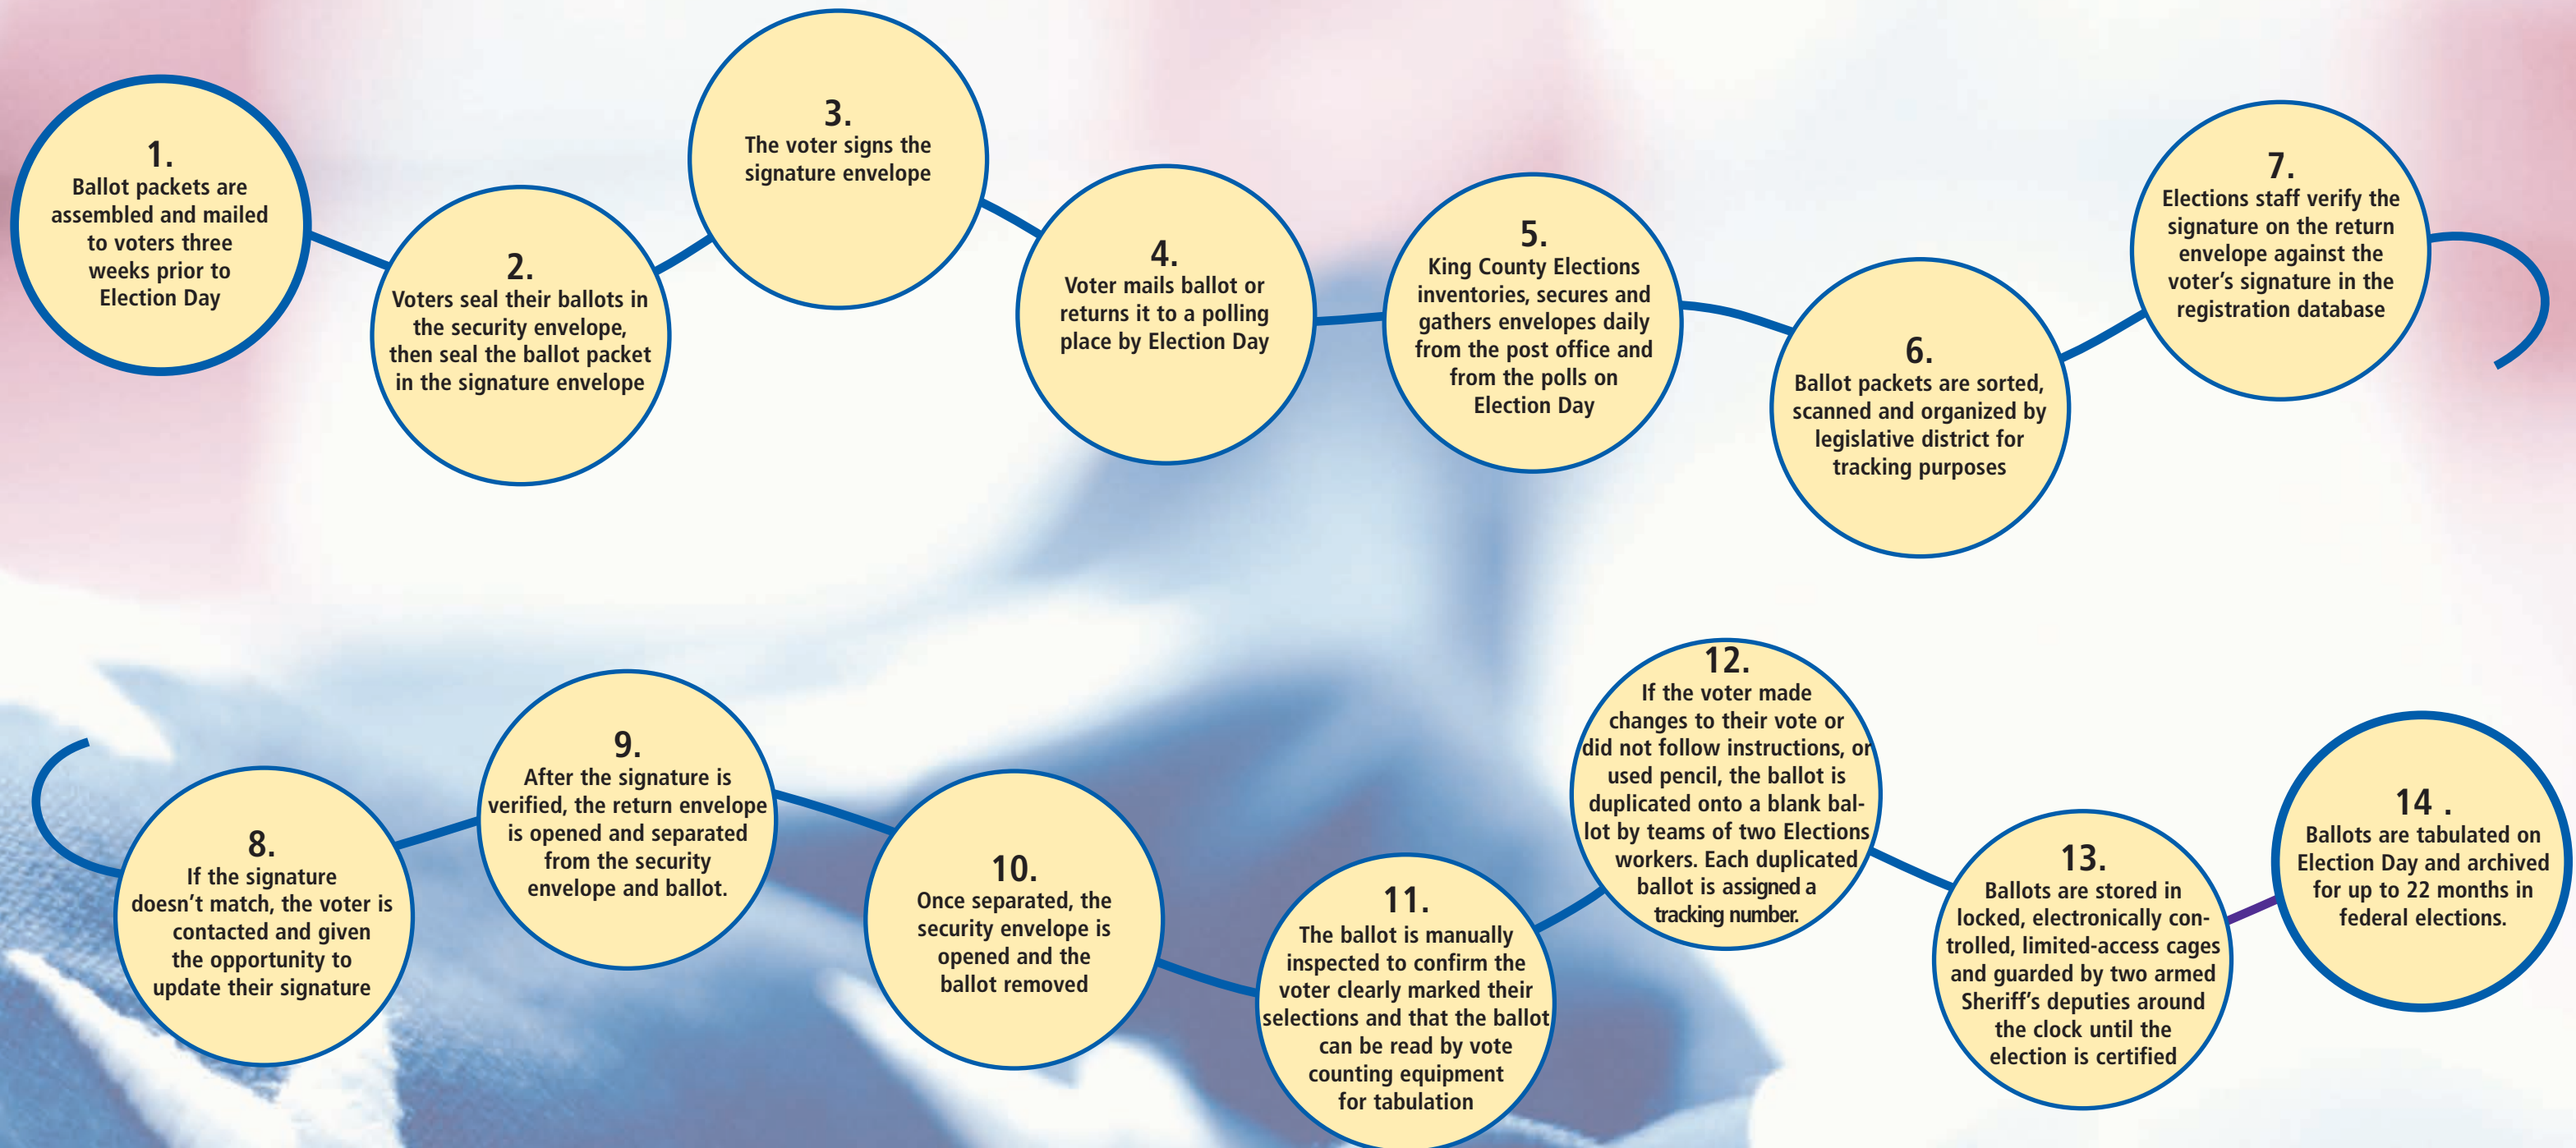 1.
Ballot packets are
assembled and mailed
to voters three
weeks prior to
Election Day
2.
Voters seal their ballots in
the security envelope,
then seal the ballot packet
in the signature envelope
3.
The voter signs the
signature envelope
4.
Voter mails ballot or
returns it to a polling
place by Election Day
5.
King County Elections
inventories, secures and
gathers envelopes daily
from the post office and
from the polls on
Election Day
6.
Ballot packets are sorted,
scanned and organized by
legislative district for
tracking purposes
7.
Elections staff verify the
signature on the return
envelope against the
voter's signature in the
registration database
8.
If the signature
doesn't match, the voter is
contacted and given
the opportunity to
update their signature
9.
After the signature is
verified, the return envelope
is opened and separated
from the security
envelope and ballot.
10.
Once separated, the
security envelope is
opened and the
ballot removed
11.
The ballot is manually
inspected to confirm the
voter clearly marked their
selections and that the ballot
can be read by vote
counting equipment
for tabulation
12.
If the voter made
changes to their vote or
did not follow instructions, or
used pencil, the ballot is
duplicated onto a blank bal-
lot by teams of two Elections
workers. Each duplicated
ballot is assigned a
tracking number.
13.
Ballots are stored in
locked, electronically con-
trolled, limited-access cages
and guarded by two armed
Sheriff's deputies around
the clock until the
election is certified
14 .
Ballots are tabulated on
Election Day and archived
for up to 22 months in
federal elections.